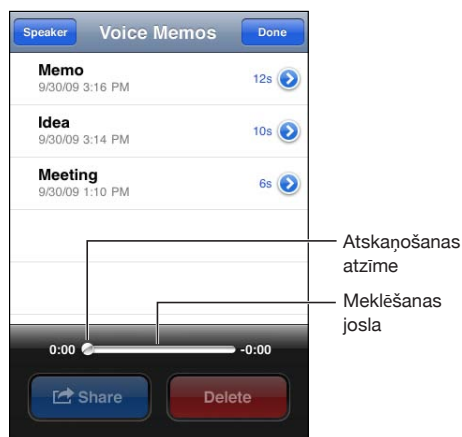 Speaker Voice Memos Done
Memo
9/30/09 3:16 PM
12s
Idea
9/30/09 3:14 PM
10s
Meeting
9/30/09 1:10 PM
6s
Atskaņošanas
atzīme
Meklēšanas
josla
0:00 -0:00
Share Delete